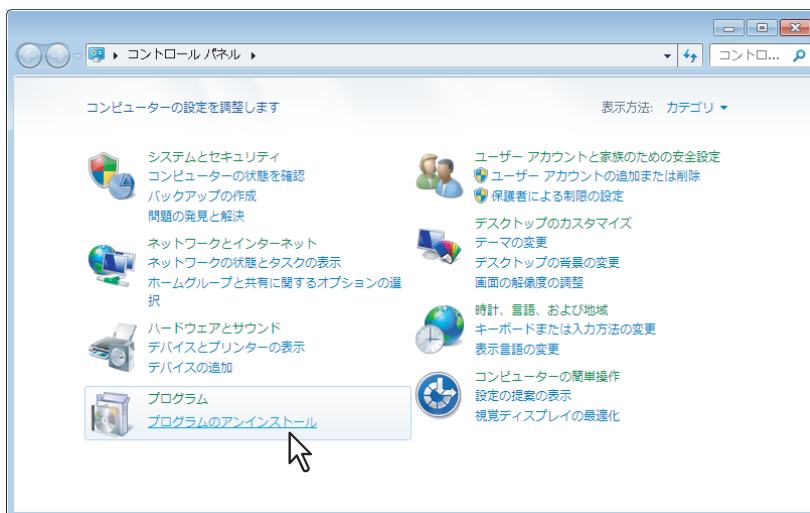 コントロール パネル
コントロ...
コンピューターの設定を調整します
表示方法: カテゴリ
システムとセキュリティ
コンピューターの状態を確認
バックアップの作成
問題の発見と解決
ネットワークとインターネット
ネットワークの状態とタスクの表示
ホームグループと共有に関するオプションの選
択
ハードウェアとサウンド
デバイスとプリンターの表示
デバイスの追加
プログラム
プログラムのアンインストール
ユーザー アカウントと家族のための安全設定
ユーザー アカウントの追加または削除
保護者による制限の設定
デスクトップのカスタマイズ
テーマの変更
デスクトップの背景の変更
画面の解像度の調整
時計、言語、および地域
キーボードまたは入力方法の変更
表示言語の変更
コンピューターの簡単操作
設定の提案の表示
視覚ディスプレイの最適化